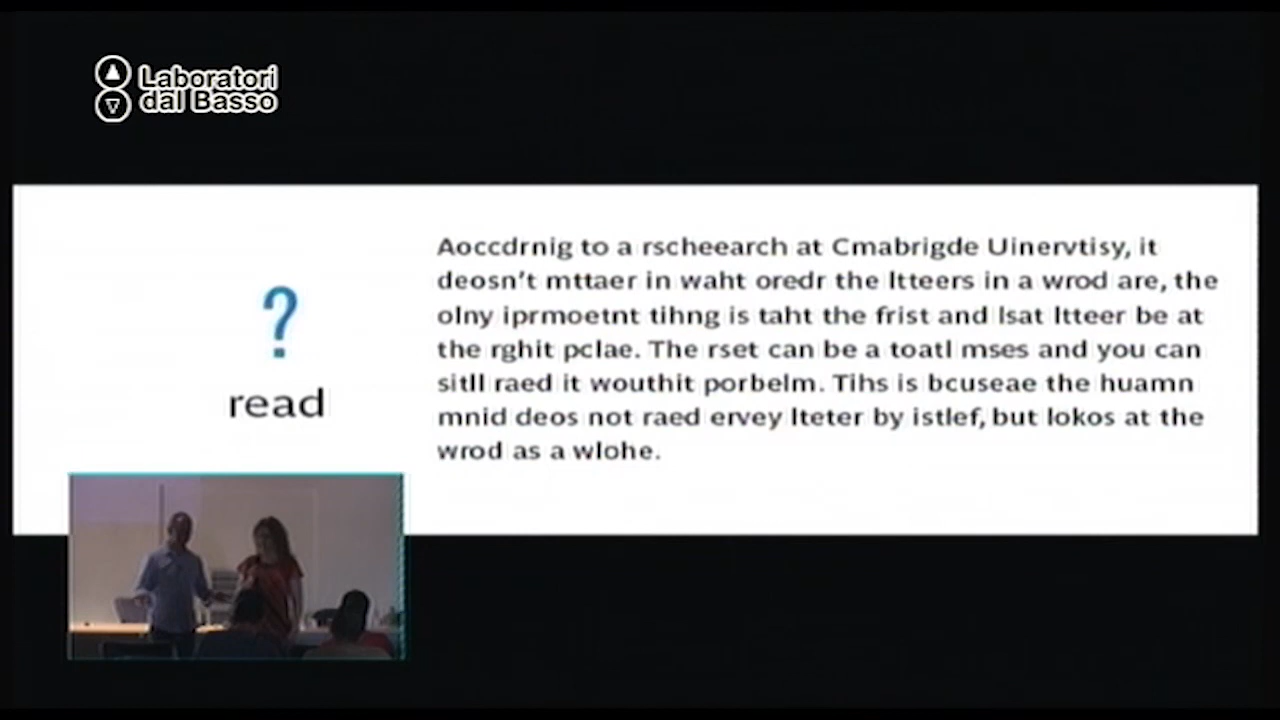 Laboratori
dal Basso
?
read
Aoccdrnig to a rscheearch at Cmabrigde Uinervtisy, it
deosn’t mttaer in waht oredr the ltteers in a wrod are, the
olny iprmoetnt tihng is taht the frist and lsat ltteer be at
the rghit pclae. The rset can be a toatl mses and you can
sitll raed it wouthit porbelm. Tihs is bcuseae the huamn
mnid deos not raed ervey lteter by istlef, but lokos at the
wrod as a wlohe.